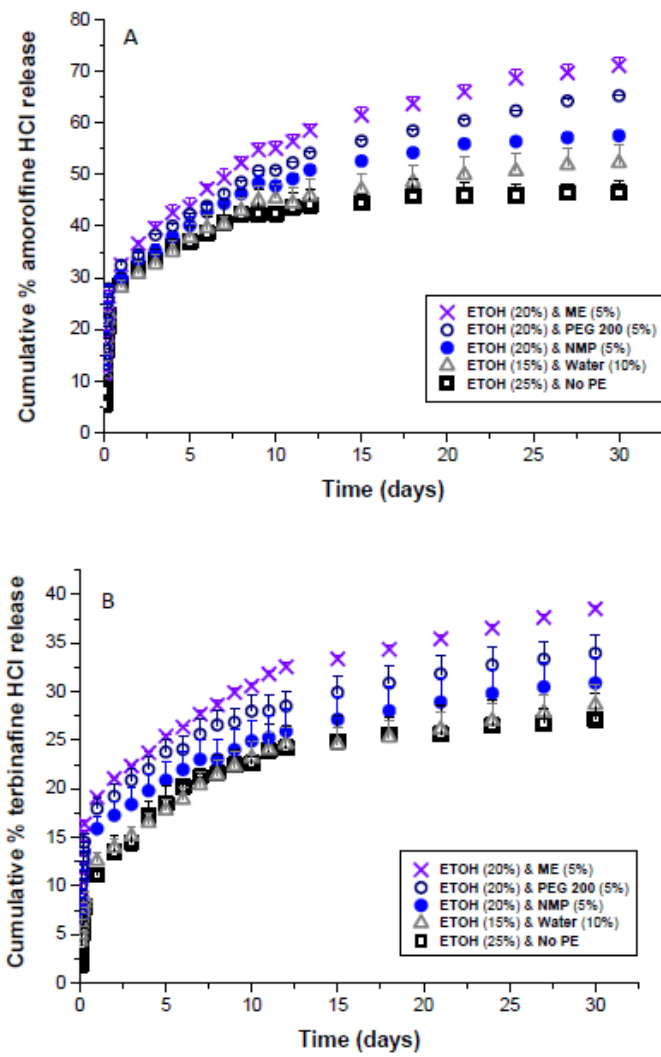 A
Cumulative % amorolfine HCl release
80
70
60
50
40
30
20
10
0
ETOH (20%) & ME (5%)
ETOH (20%) & PEG 200 (5%)
ETOH (20%) & NMP (5%)
ETOH (15%) & Water (10%)
ETOH (25%) & No PE
0 5 10 15 20 25 30
Time (days)
B
Cumulative % terbinafine HCl release
40
35
30
25
20
15
10
5
0
ETOH (20%) & ME (5%)
ETOH (20%) & PEG 200 (5%)
ETOH (20%) & NMP (5%)
ETOH (15%) & Water (10%)
ETOH (25%) & No PE
0 5 10 15 20 25 30
Time (days)